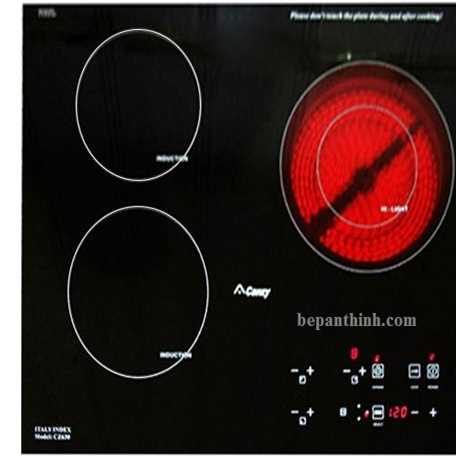 Please don't touch the plate during and after cooking!
INDUCTION
HI - LIGHT
Canzy
bepanthinh.com
INDUCTION
120
ITALY INDEX
Model: CZ630